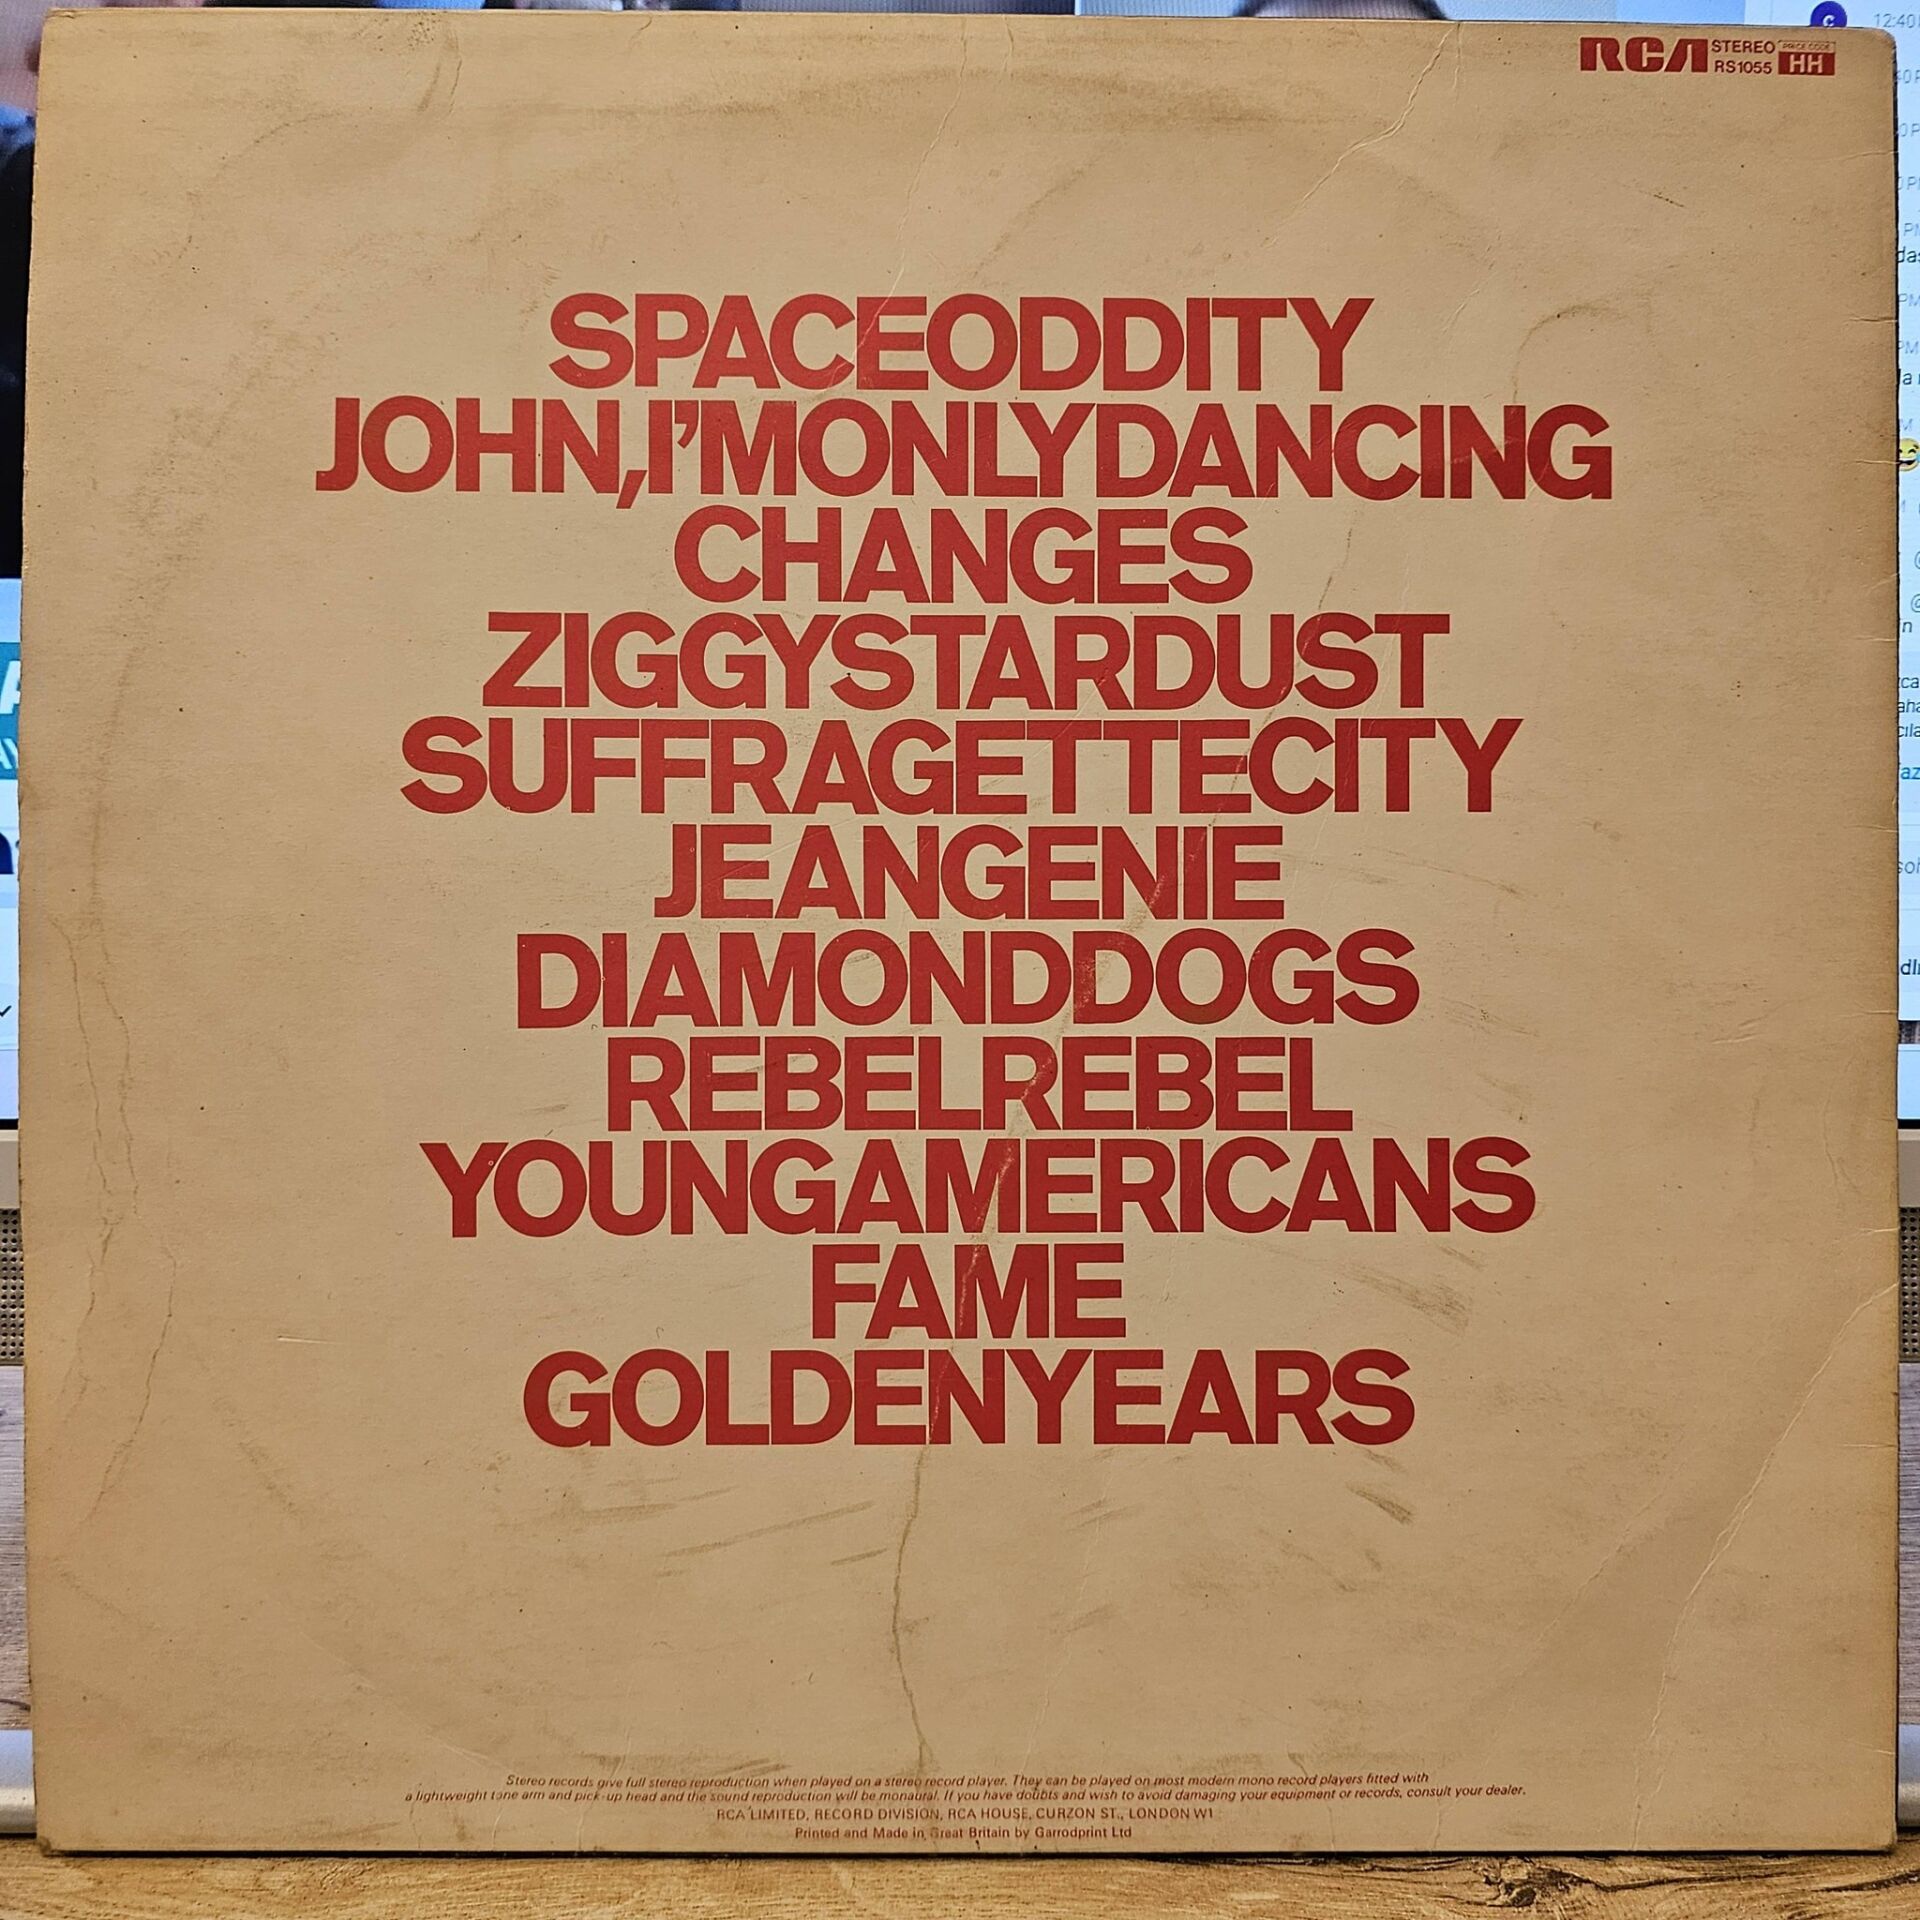 RCA STEREO PRICE CODE
RS1055 HH
SPACEODDITY
JOHN,I'MONLYDANCING
CHANGES
ZIGGYSTARDUST
SUFFRAGETTECITY
JEANGENIE
DIAMONDDOGS
REBELREBEL
YOUNGAMERICANS
FAME
GOLDENYEARS
Stereo records give full stereo reproduction when played on a stereo record player. They can be played on most modern mono record players fitted with
a lightweight tone arm and pick-up head and the sound reproduction will be monaural. If you have doubts and wish to avoid damaging your equipment or records, consult your dealer.
RCA LIMITED, RECORD DIVISION, RCA HOUSE, CURZON ST., LONDON W1
Printed and Made in Great Britain by Garrodprint Ltd
C 12:40